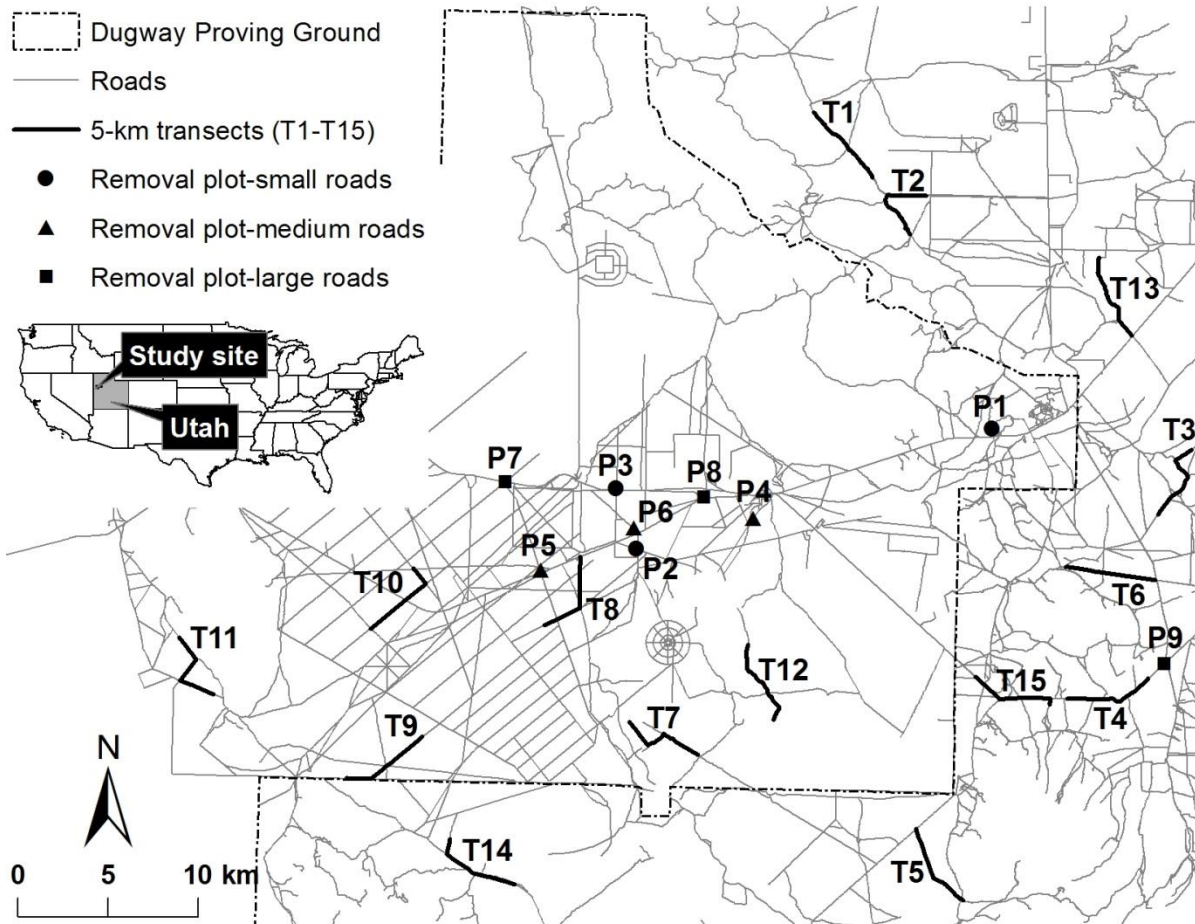 Dugway Proving Ground
Roads
5-km transects (T1-T15)
Removal plot-small roads
Removal plot-medium roads
Removal plot-large roads
Study site
Utah
T1
T2
T13
P1
T3
P7
P3
P8
P4
P6
P5
P2
T10
T8
T6
T11
P9
T12
T15
T4
T7
T9
N
T14
T5
0 5 10 km